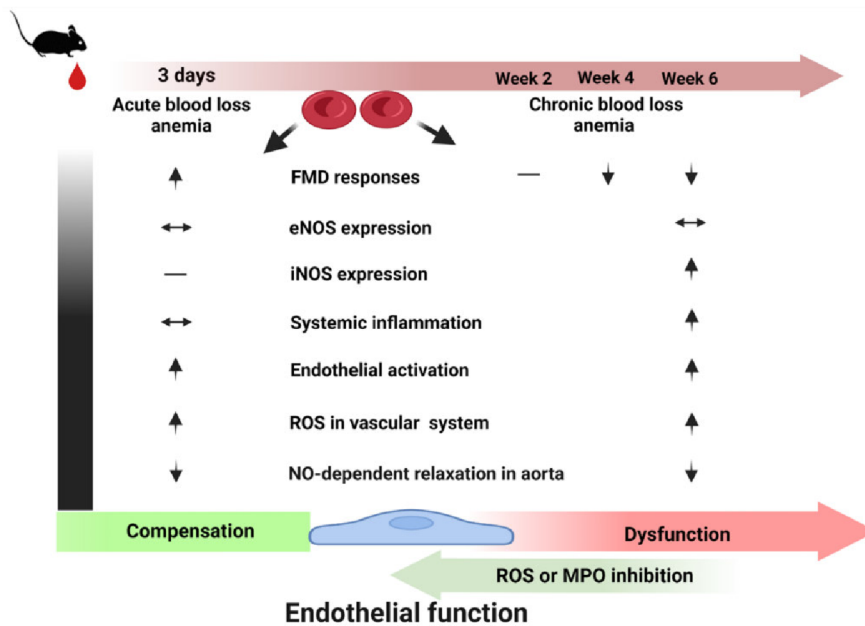 3 days
Week 2
Week 4
Week 6
Acute blood loss
anemia
Chronic blood loss
anemia
FMD responses
eNOS expression
iNOS expression
Systemic inflammation
Endothelial activation
ROS in vascular system
NO-dependent relaxation in aorta
Compensation
Dysfunction
ROS or MPO inhibition
Endothelial function